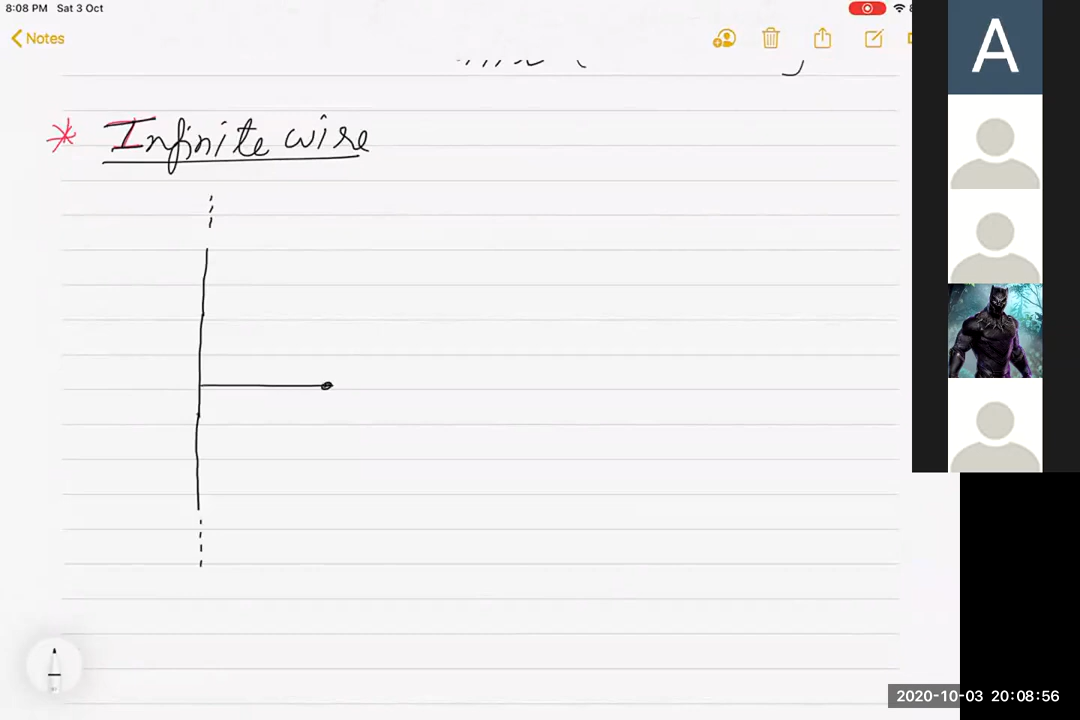 8:08 PM Sat 3 Oct
Notes
* Infinite wire
A
2020-10-03 20:08:56